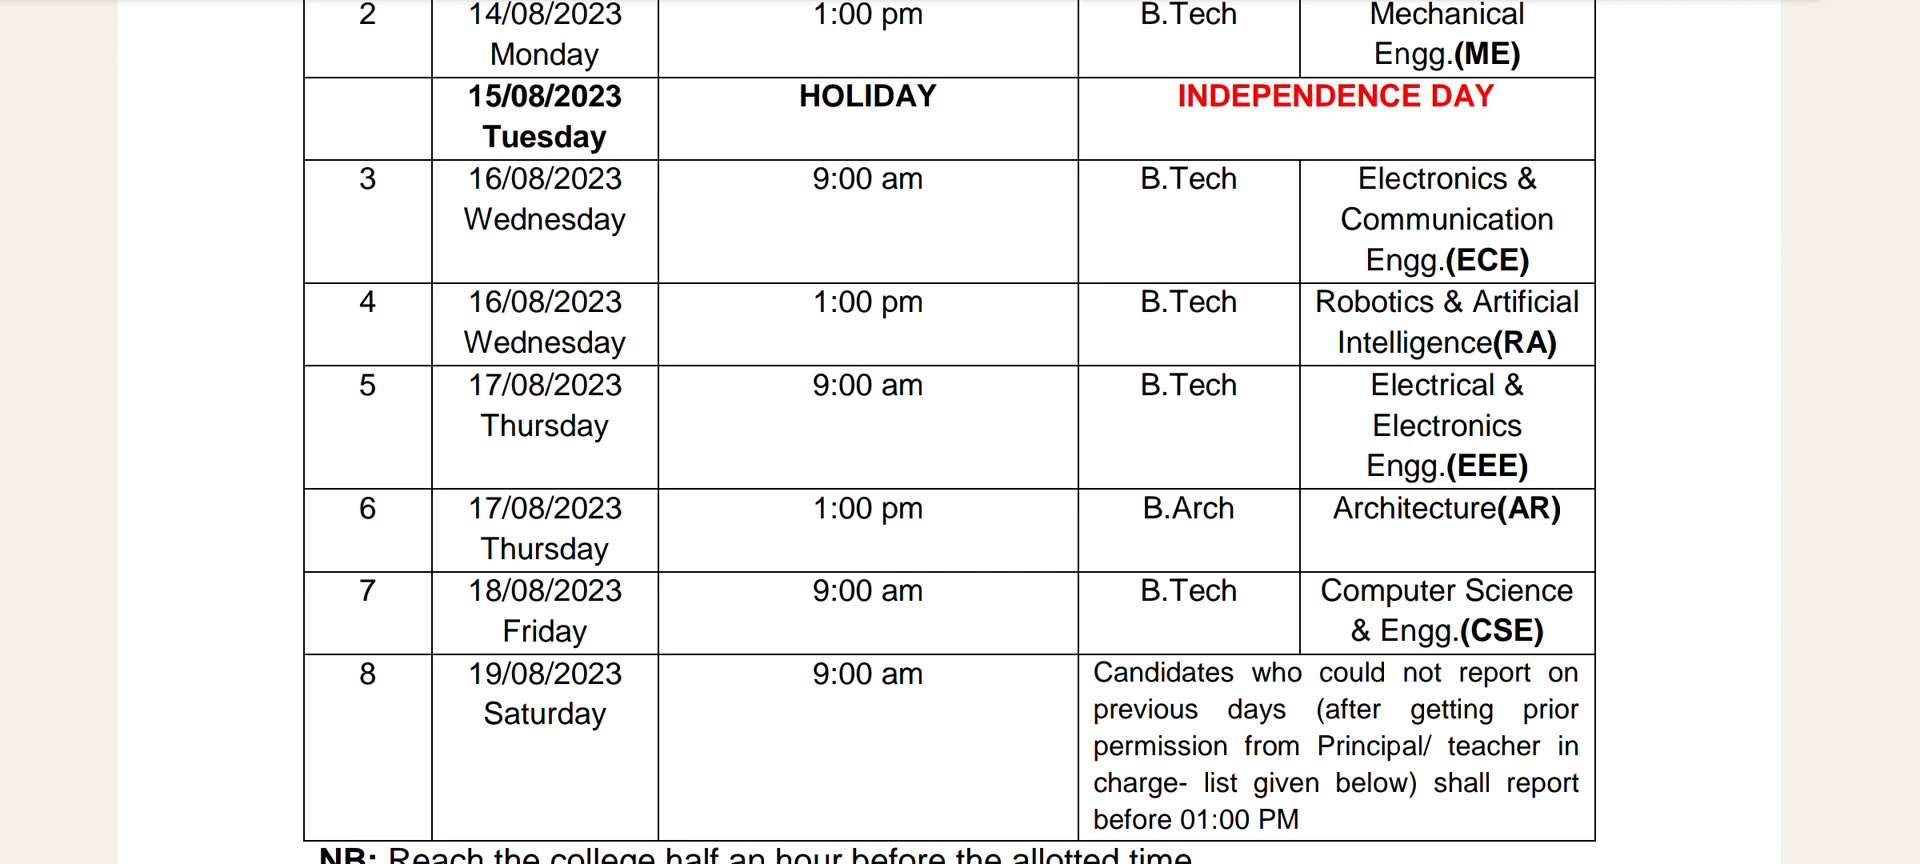 2 14/08/2023 1:00 pm B.Tech Mechanical
Monday Engg.(ME)
15/08/2023 HOLIDAY INDEPENDENCE DAY
Tuesday
3 16/08/2023 9:00 am B.Tech Electronics &
Wednesday Communication
Engg.(ECE)
4 16/08/2023 1:00 pm B.Tech Robotics & Artificial
Wednesday Intelligence(RA)
5 17/08/2023 9:00 am B.Tech Electrical &
Thursday Electronics
Engg.(EEE)
6 17/08/2023 1:00 pm B.Arch Architecture(AR)
Thursday
7 18/08/2023 9:00 am B.Tech Computer Science
Friday & Engg.(CSE)
8 19/08/2023 9:00 am Candidates who could not report on
Saturday previous days (after getting prior
permission from Principal/ teacher in
charge- list given below) shall report
before 01:00 PM
NB: Reach the college half an hour before the allotted time